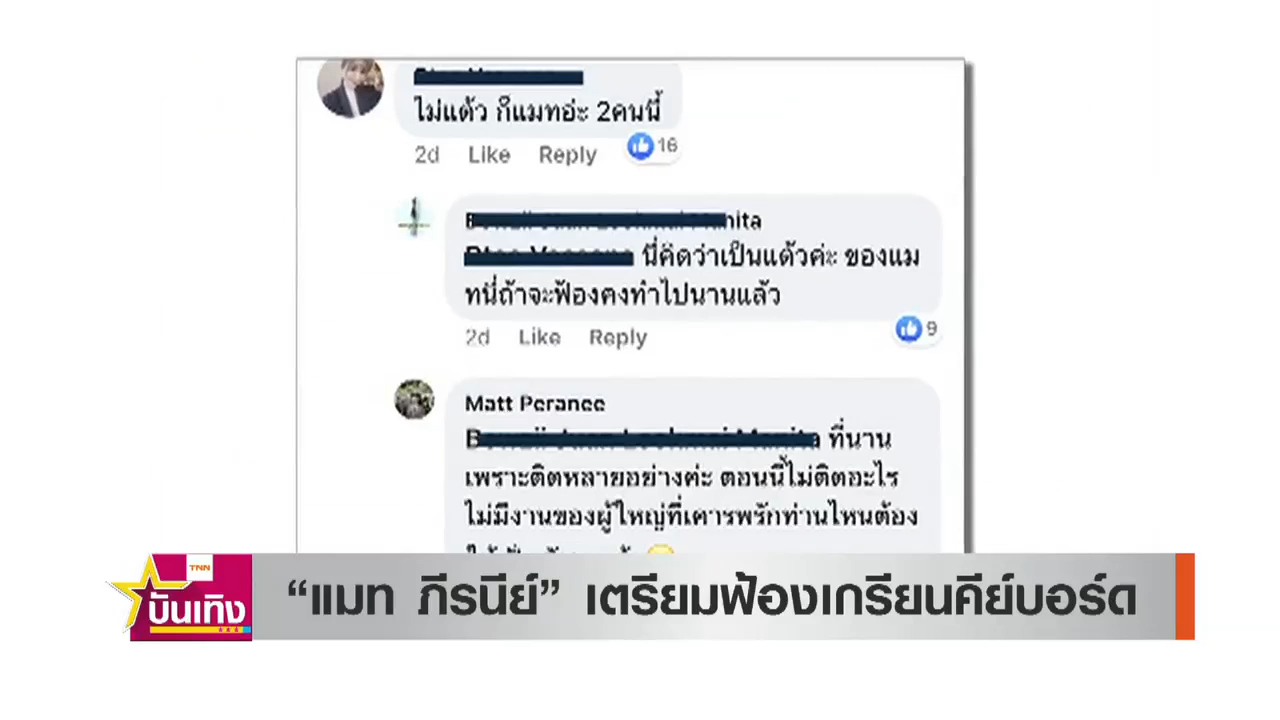 ไม่แต้ว ก็แมทอ่ะ 2คนนี้
2d Like Reply 16
นี่คิดว่าเป็นแต้วค่ะ ของแม
ทนี่ถ้าจะฟ้องคงทำไปนานแล้ว
2d Like Reply 9
Matt Peranee
ที่นาน
เพราะติดหลายอย่างค่ะ ตอนนี้ไม่ติดอะไร
ไม่มีงานของผู้ใหญ่ที่เคารพรักท่านไหนต้อง
TNN
บันเทิง
“แมท ภีรนีย์” เตรียมฟ้องเกรียนคีย์บอร์ด